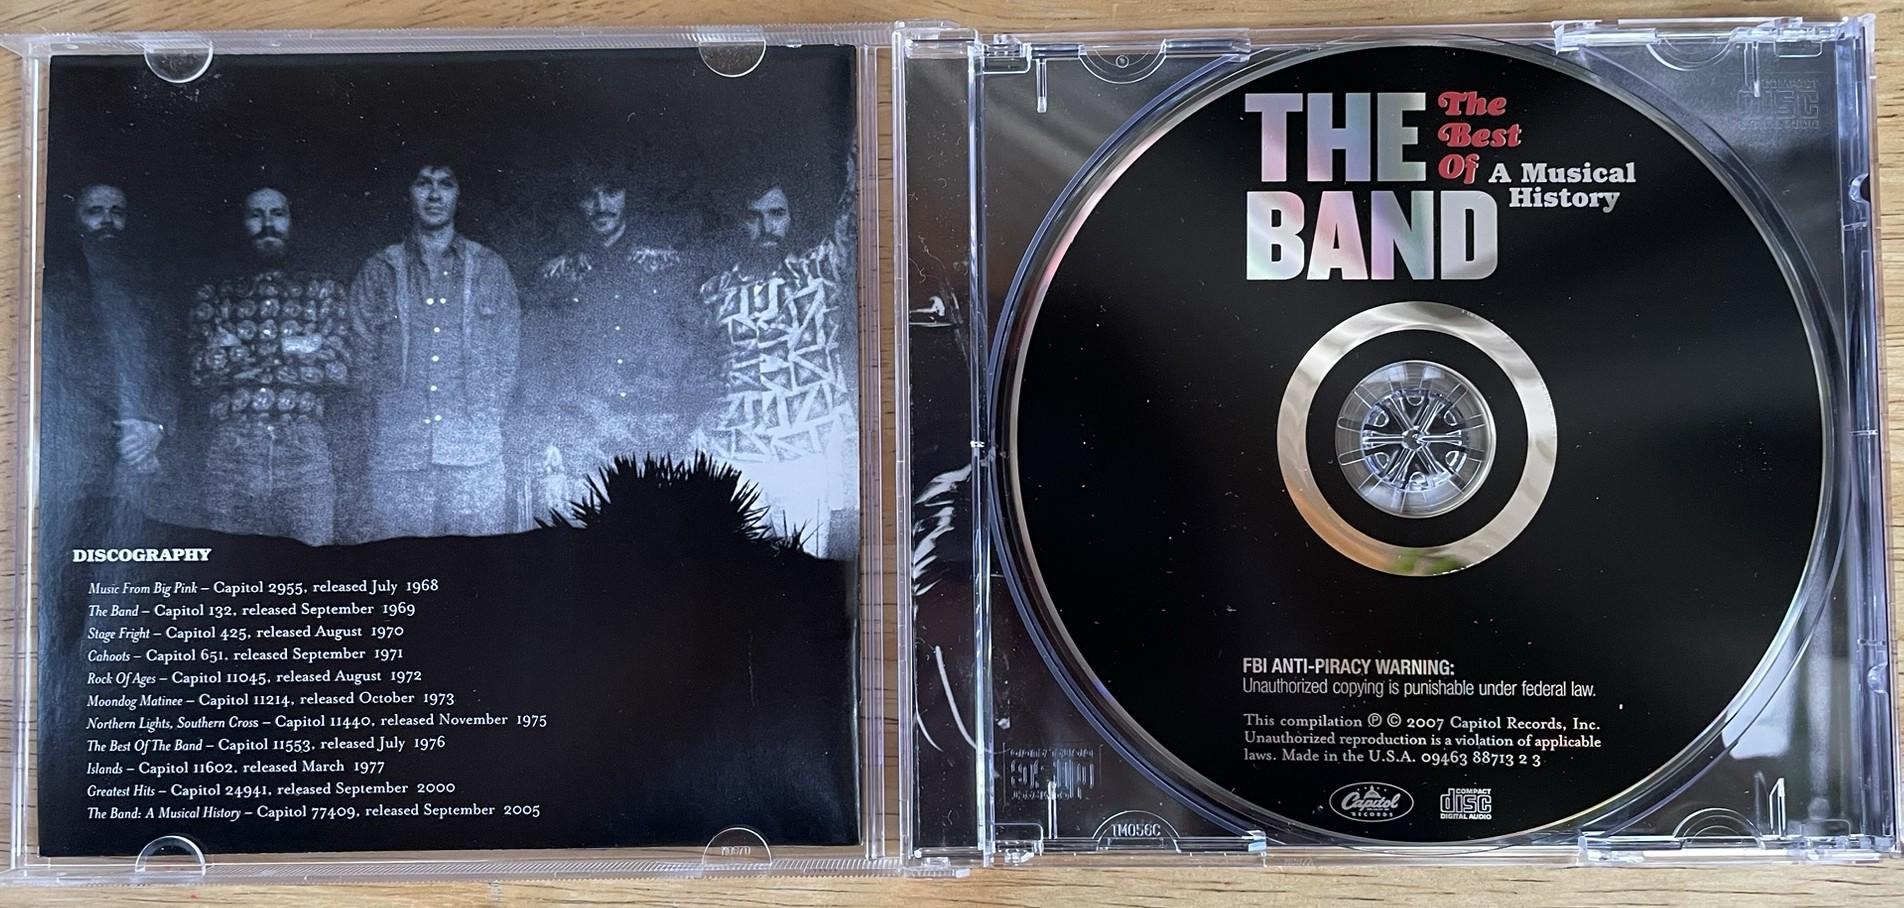 DISCOGRAPHY
Music From Big Pink – Capitol 2955, released July 1968
The Band – Capitol 132, released September 1969
Stage Fright – Capitol 425, released August 1970
Cahoots – Capitol 651, released September 1971
Rock Of Ages – Capitol 11045, released August 1972
Moondog Matinee – Capitol 11214, released October 1973
Northern Lights, Southern Cross – Capitol 11440, released November 1975
The Best Of The Band – Capitol 11553, released July 1976
Islands – Capitol 11602, released March 1977
Greatest Hits – Capitol 24941, released September 2000
The Band: A Musical History – Capitol 77409, released September 2005
THE
BAND
The
Best
Of
A Musical
History
FBI ANTI-PIRACY WARNING:
Unauthorized copying is punishable under federal law.
This compilation ℗ © 2007 Capitol Records, Inc.
Unauthorized reproduction is a violation of applicable
laws. Made in the U.S.A. 09463 88713 2 3
Capitol
RECORDS
COMPACT
disc
DIGITAL AUDIO
TM056C